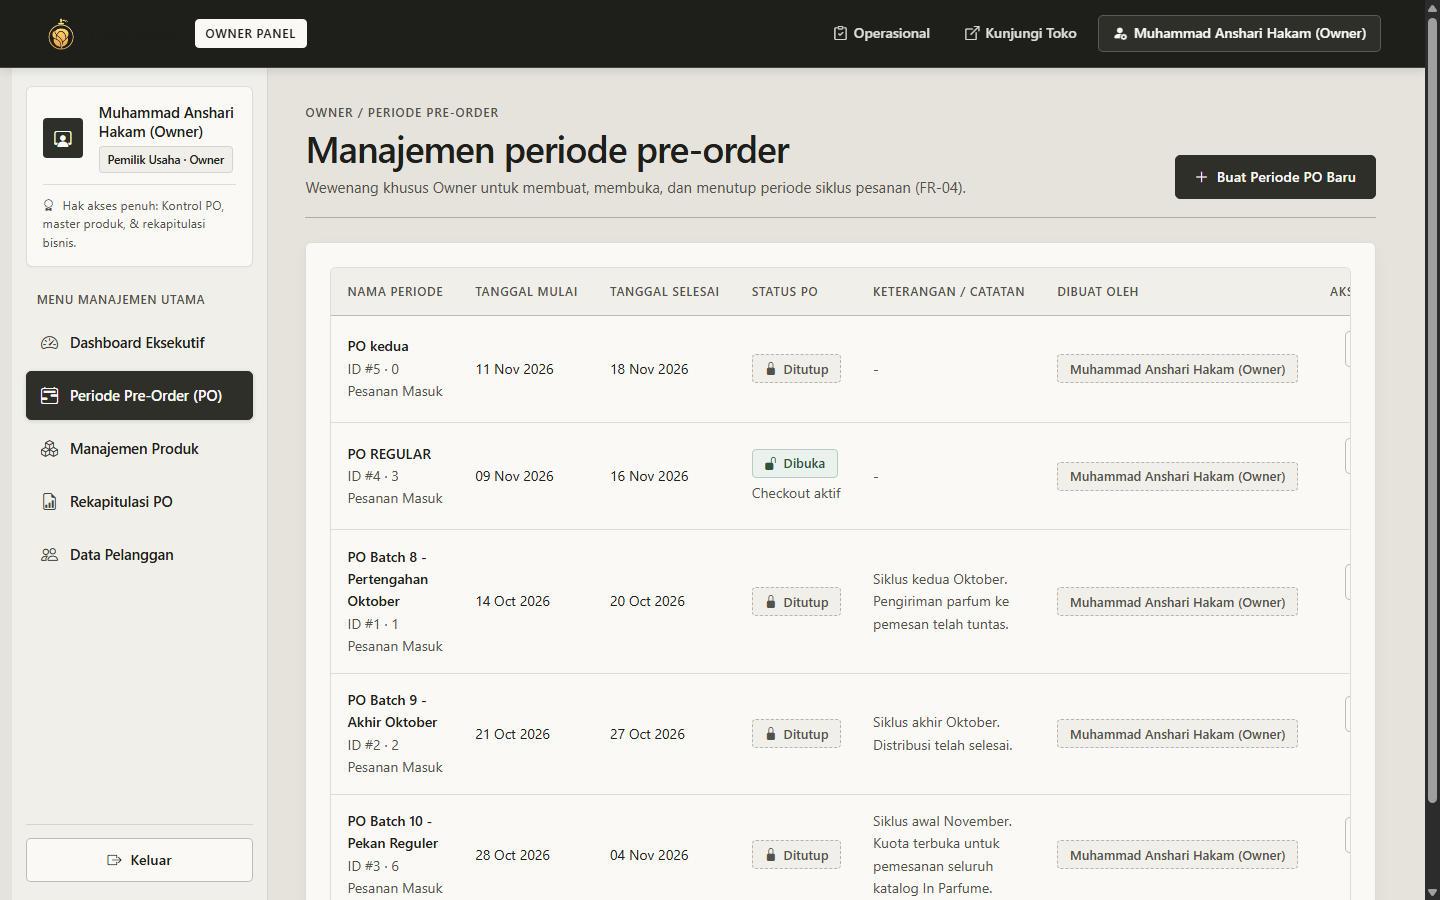 OWNER PANEL
Operasional
Kunjungi Toko
Muhammad Anshari Hakam (Owner)
Muhammad Anshari
Hakam (Owner)
Pemilik Usaha · Owner
Hak akses penuh: Kontrol PO,
master produk, & rekapitulasi
bisnis.
MENU MANAJEMEN UTAMA
Dashboard Eksekutif
Periode Pre-Order (PO)
Manajemen Produk
Rekapitulasi PO
Data Pelanggan
Keluar
OWNER / PERIODE PRE-ORDER
Manajemen periode pre-order
Wewenang khusus Owner untuk membuat, membuka, dan menutup periode siklus pesanan (FR-04).
+ Buat Periode PO Baru
NAMA PERIODE TANGGAL MULAI TANGGAL SELESAI STATUS PO KETERANGAN / CATATAN DIBUAT OLEH
PO kedua
ID #5 · 0
Pesanan Masuk
11 Nov 2026
18 Nov 2026
Ditutup
-
Muhammad Anshari Hakam (Owner)
PO REGULAR
ID #4 · 3
Pesanan Masuk
09 Nov 2026
16 Nov 2026
Dibuka
Checkout aktif
-
Muhammad Anshari Hakam (Owner)
PO Batch 8 -
Pertengahan
Oktober
ID #1 · 1
Pesanan Masuk
14 Oct 2026
20 Oct 2026
Ditutup
Siklus kedua Oktober.
Pengiriman parfum ke
pemesan telah tuntas.
Muhammad Anshari Hakam (Owner)
PO Batch 9 -
Akhir Oktober
ID #2 · 2
Pesanan Masuk
21 Oct 2026
27 Oct 2026
Ditutup
Siklus akhir Oktober.
Distribusi telah selesai.
Muhammad Anshari Hakam (Owner)
PO Batch 10 -
Pekan Reguler
ID #3 · 6
Pesanan Masuk
28 Oct 2026
04 Nov 2026
Ditutup
Siklus awal November.
Kuota terbuka untuk
pemesanan seluruh
katalog In Parfume.
Muhammad Anshari Hakam (Owner)